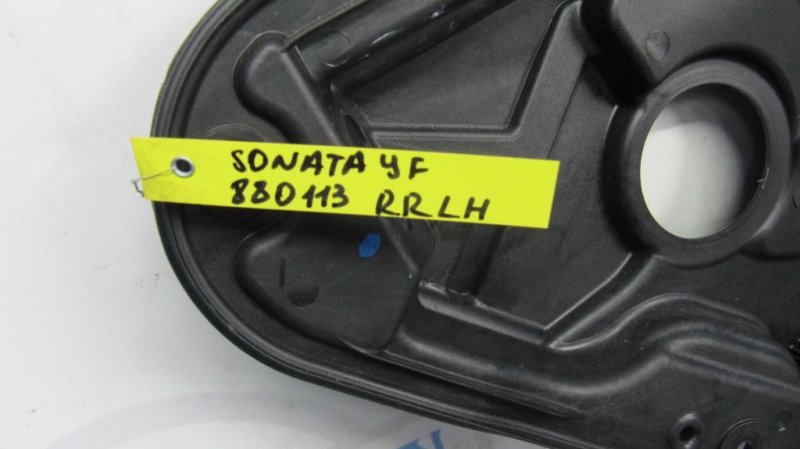 SONATA YF
880113 RRLH